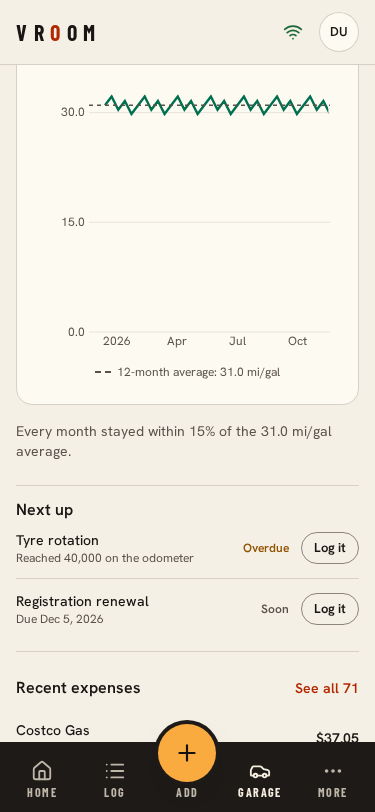 VROOM
DU
30.0
15.0
0.0
2026 Apr Jul Oct
12-month average: 31.0 mi/gal
Every month stayed within 15% of the 31.0 mi/gal
average.
Next up
Tyre rotation
Reached 40,000 on the odometer
Overdue
Log it
Registration renewal
Due Dec 5, 2026
Soon
Log it
Recent expenses
See all 71
Costco Gas
$37.05
HOME LOG ADD GARAGE MORE